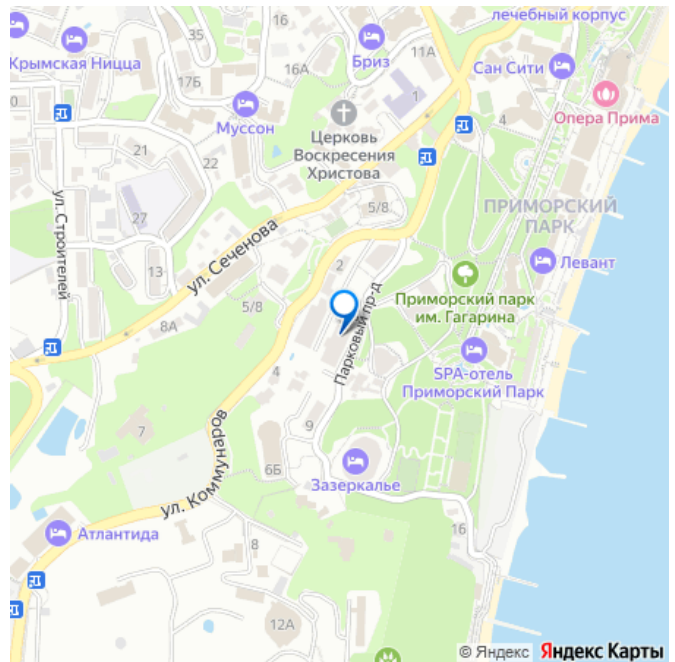 лечебный корпус
Крымская Ницца
16А
Бриз
11А
Сан Сити
17Б
Муссон
1
4
Опера Прима
0
Церковь
Воскресения
Христова
21
22
ул. Строителей
27
5/8
ПРИМОРСКИЙ
ПАРК
13
ул. Сеченова
2
Левант
Приморский парк
им. Гагарина
5/8
8А
Парковый пр-д
SPA-отель
Приморский Парк
4
7
9
ул. Коммунаров
6Б
Зазеркалье
Атлантида
8
16
12А
© Яндекс Яндекс Карты